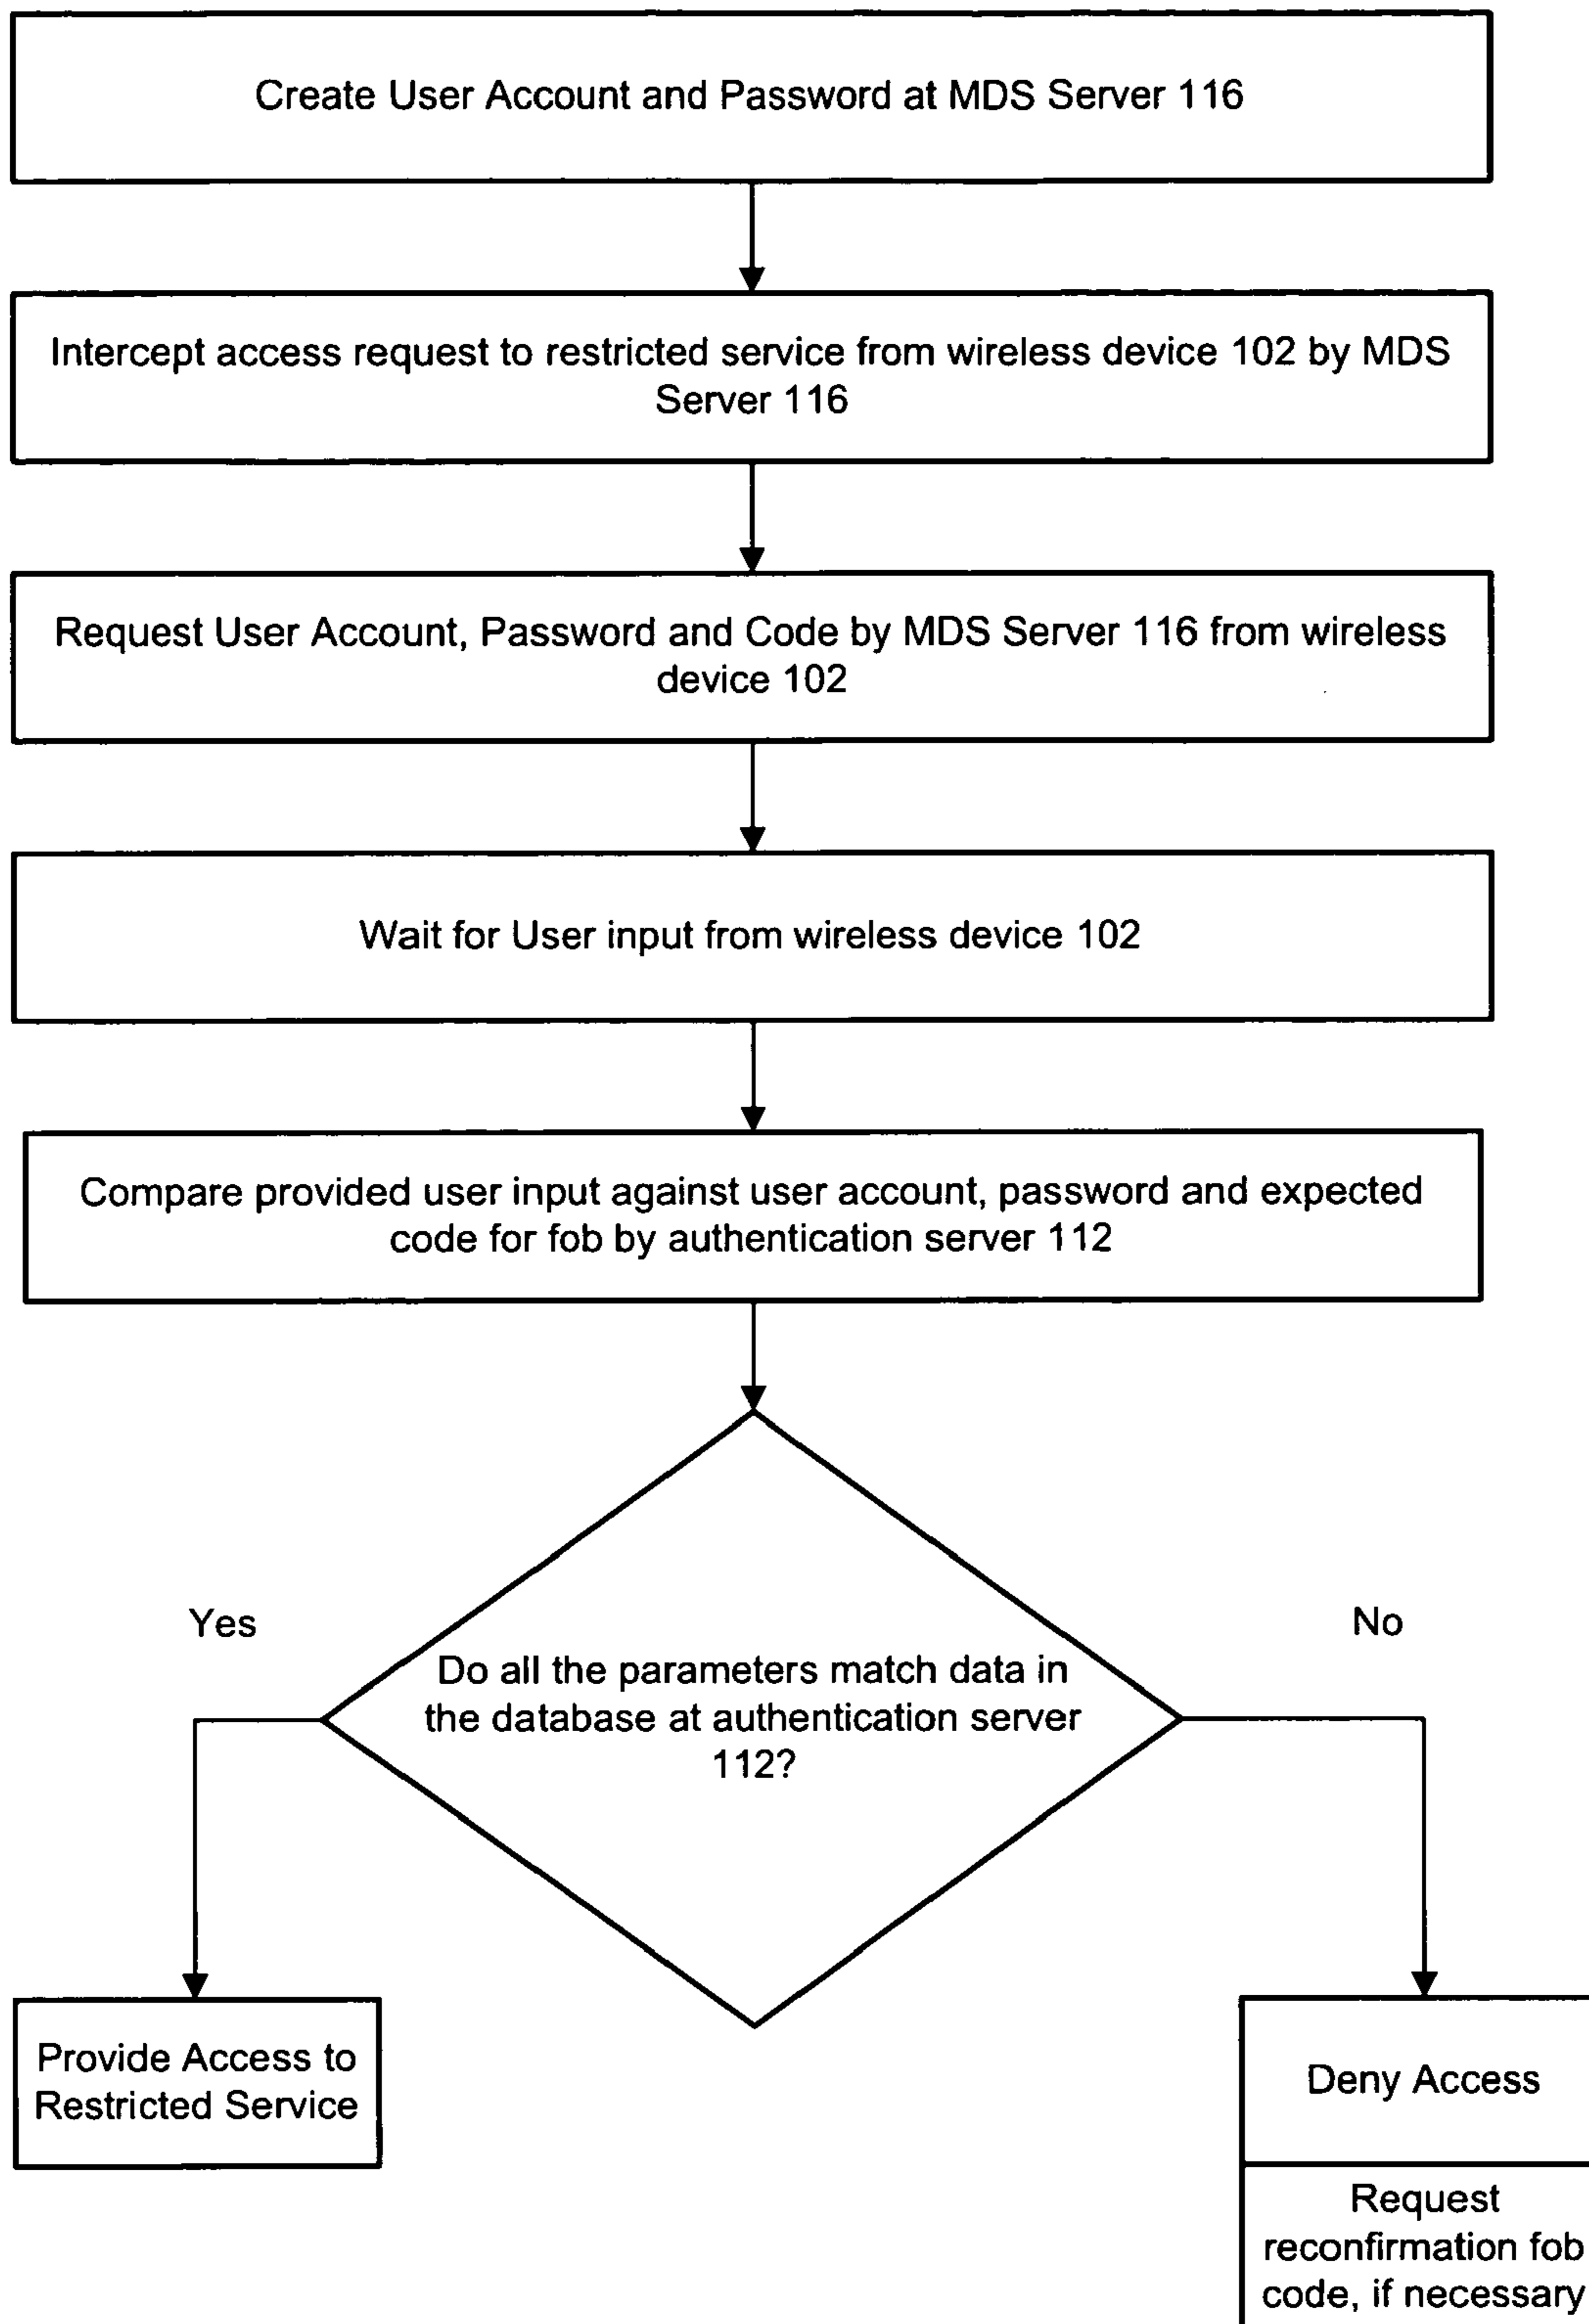 Create User Account and Password at MDS Server 116
Intercept access request to restricted service from wireless device 102 by MDS
Server 116
Request User Account, Password and Code by MDS Server 116 from wireless
device 102
Wait for User input from wireless device 102
Compare provided user input against user account, password and expected
code for fob by authentication server 112
Yes
No
Do all the parameters match data in
the database at authentication server
112?
Provide Access to
Restricted Service
Deny Access
Request
reconfirmation fob
code, if necessary